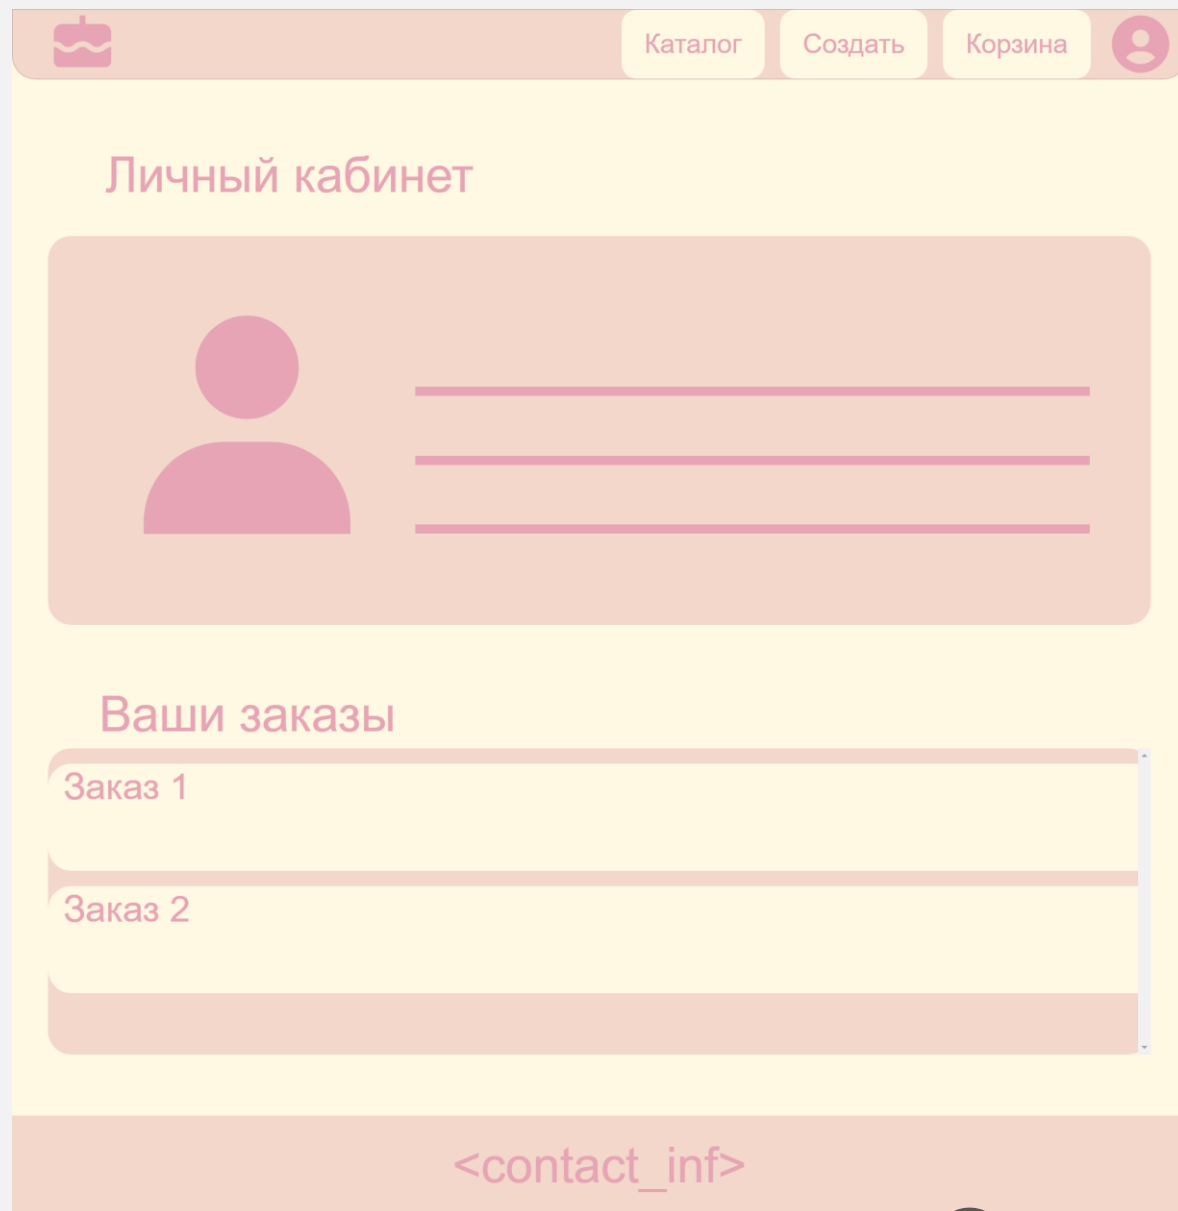 Каталог Создать Корзина
Личный кабинет
Ваши заказы
Заказ 1
Заказ 2
<contact_inf>